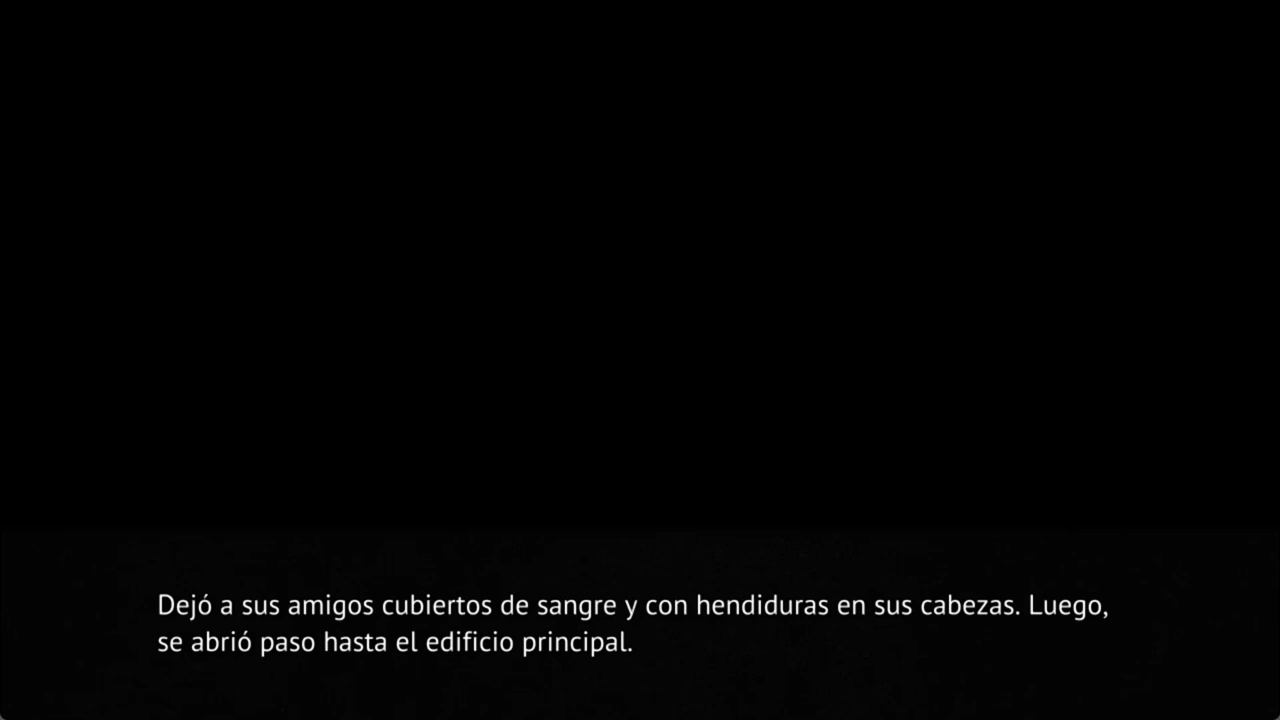 Dejó a sus amigos cubiertos de sangre y con hendiduras en sus cabezas. Luego,
se abrió paso hasta el edificio principal.